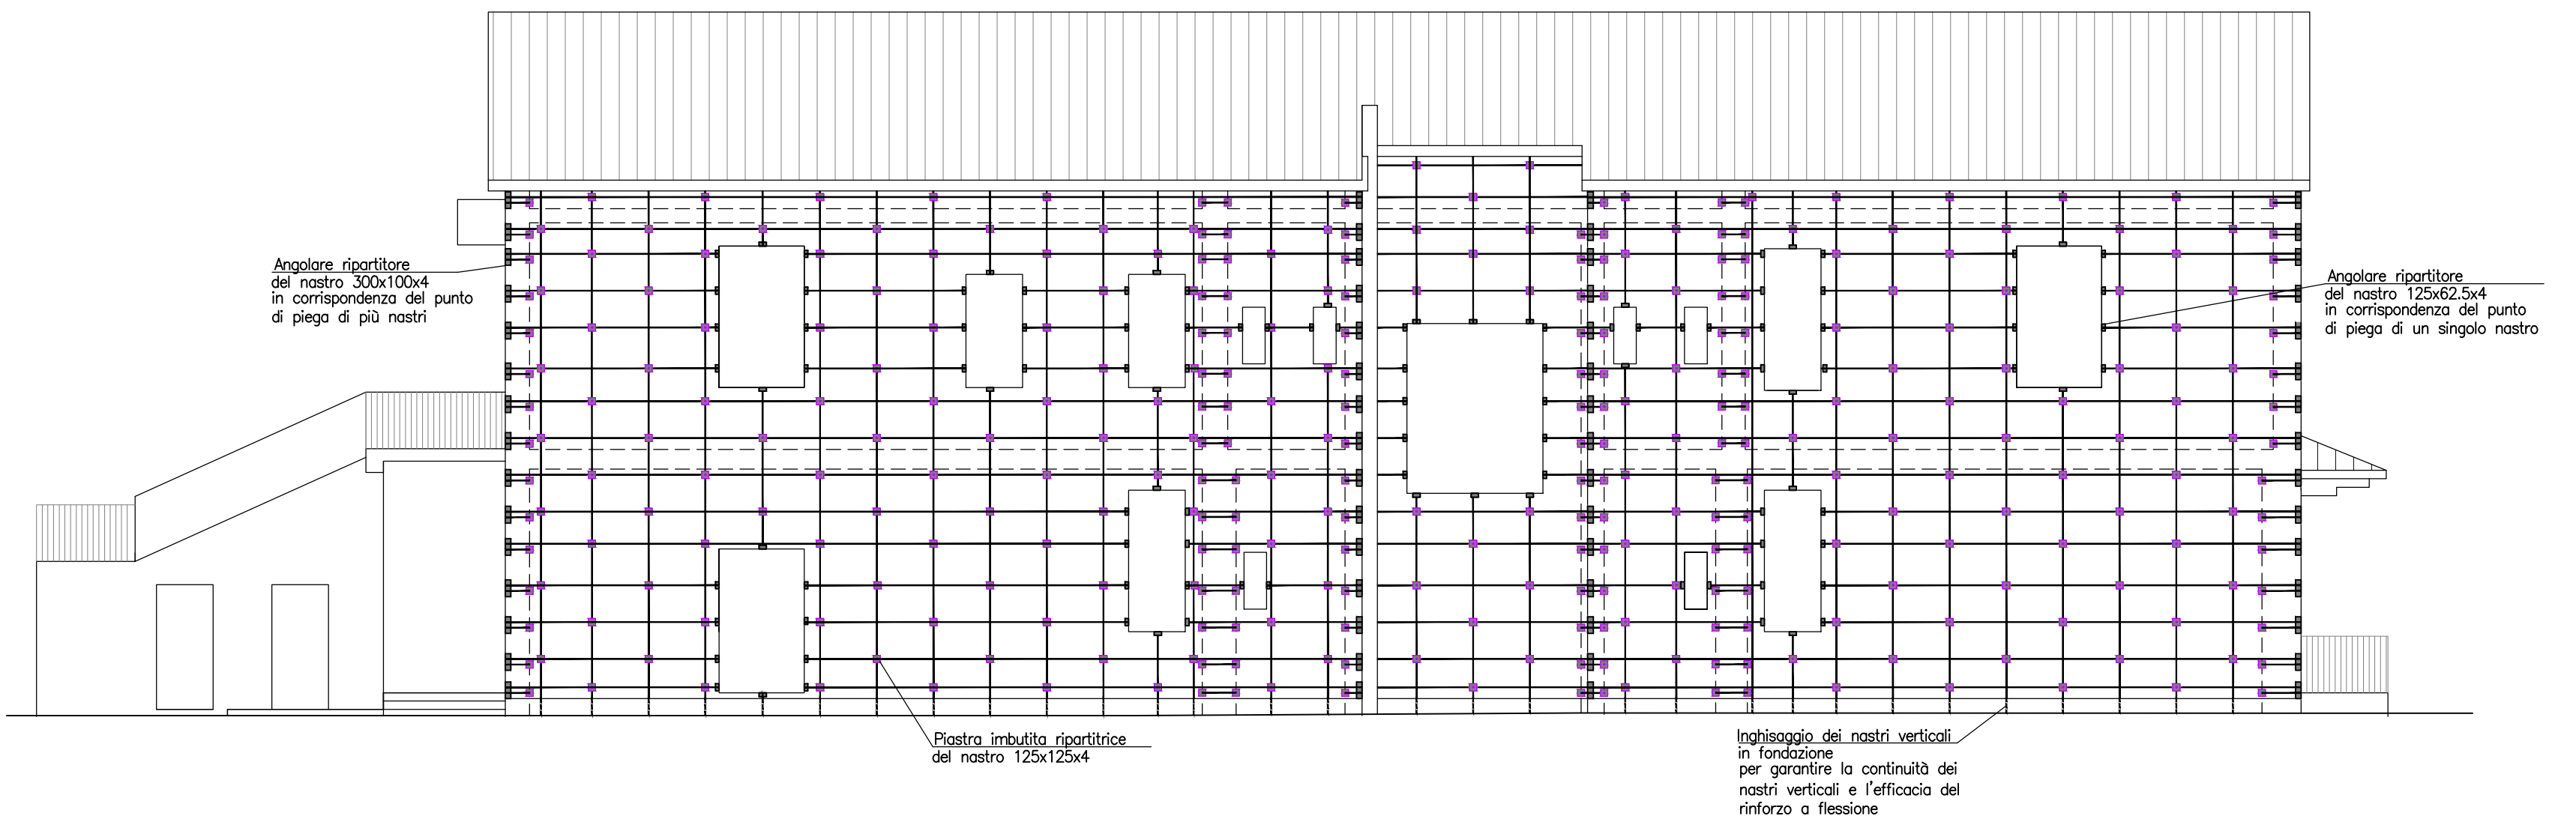 Angolare ripartitore
del nastro 300x100x4
in corrispondenza del punto
di piega di più nastri
Angolare ripartitore
del nastro 125x62.5x4
in corrispondenza del punto
di piega di un singolo nastro
Piastra imbutita ripartitrice
del nastro 125x125x4
Inghisaggio dei nastri verticali
in fondazione
per garantire la continuità dei
nastri verticali e l'efficacia del
rinforzo a flessione